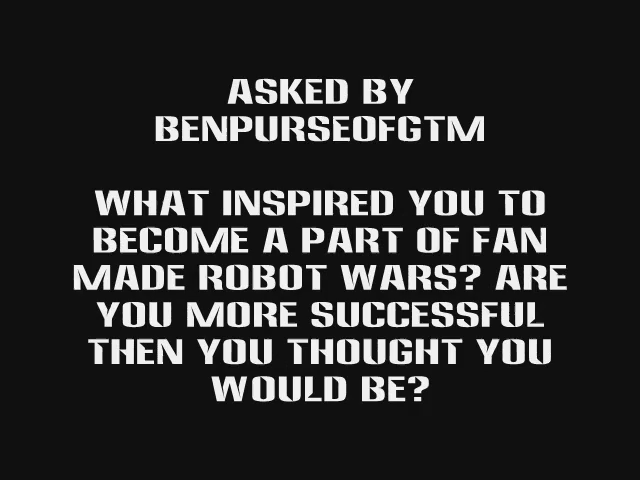 ASKED BY
BENPURSEOFGTM
WHAT INSPIRED YOU TO
BECOME A PART OF FAN
MADE ROBOT WARS? ARE
YOU MORE SUCCESSFUL
THEN YOU THOUGHT YOU
WOULD BE?